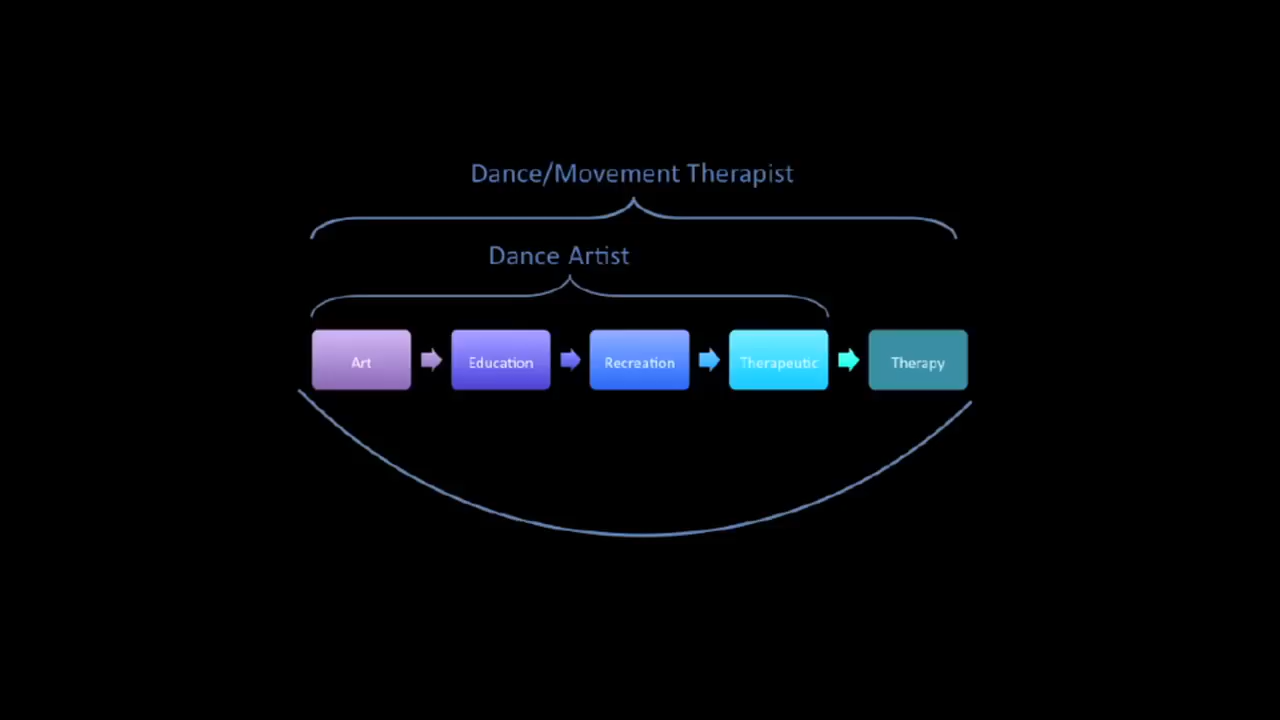 Dance/Movement Therapist
Dance Artist
Art
Education
Recreation
Therapeutic
Therapy